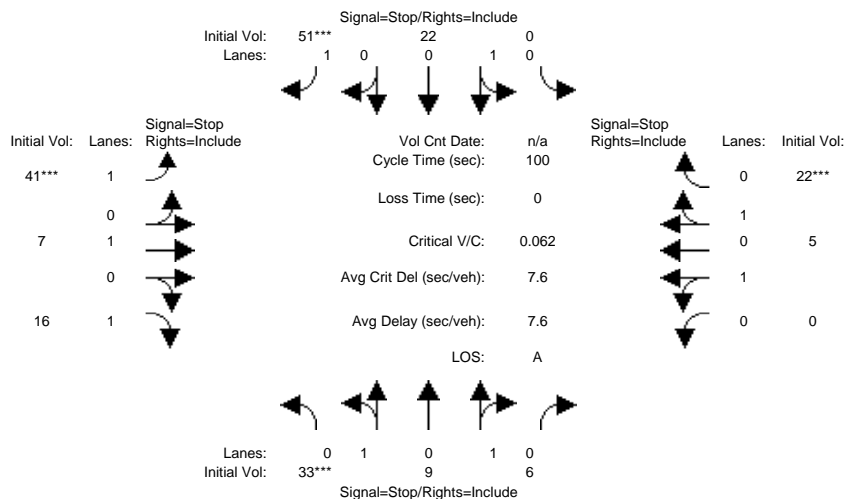 Signal=Stop/Rights=Include
Initial Vol: 51*** 22 0
Lanes: 1 0 0 1 0
Signal=Stop Signal=Stop
Initial Vol: Lanes: Rights=Include Vol Cnt Date: n/a Rights=Include Lanes: Initial Vol:
Cycle Time (sec): 100
41*** 1 0 22***
Loss Time (sec): 0
0 1
7 1 Critical V/C: 0.062 0 5
0 Avg Crit Del (sec/veh): 7.6 1
16 1 Avg Delay (sec/veh): 7.6 0 0
LOS: A
Lanes: 0 1 0 1 0
Initial Vol: 33*** 9 6
Signal=Stop/Rights=Include